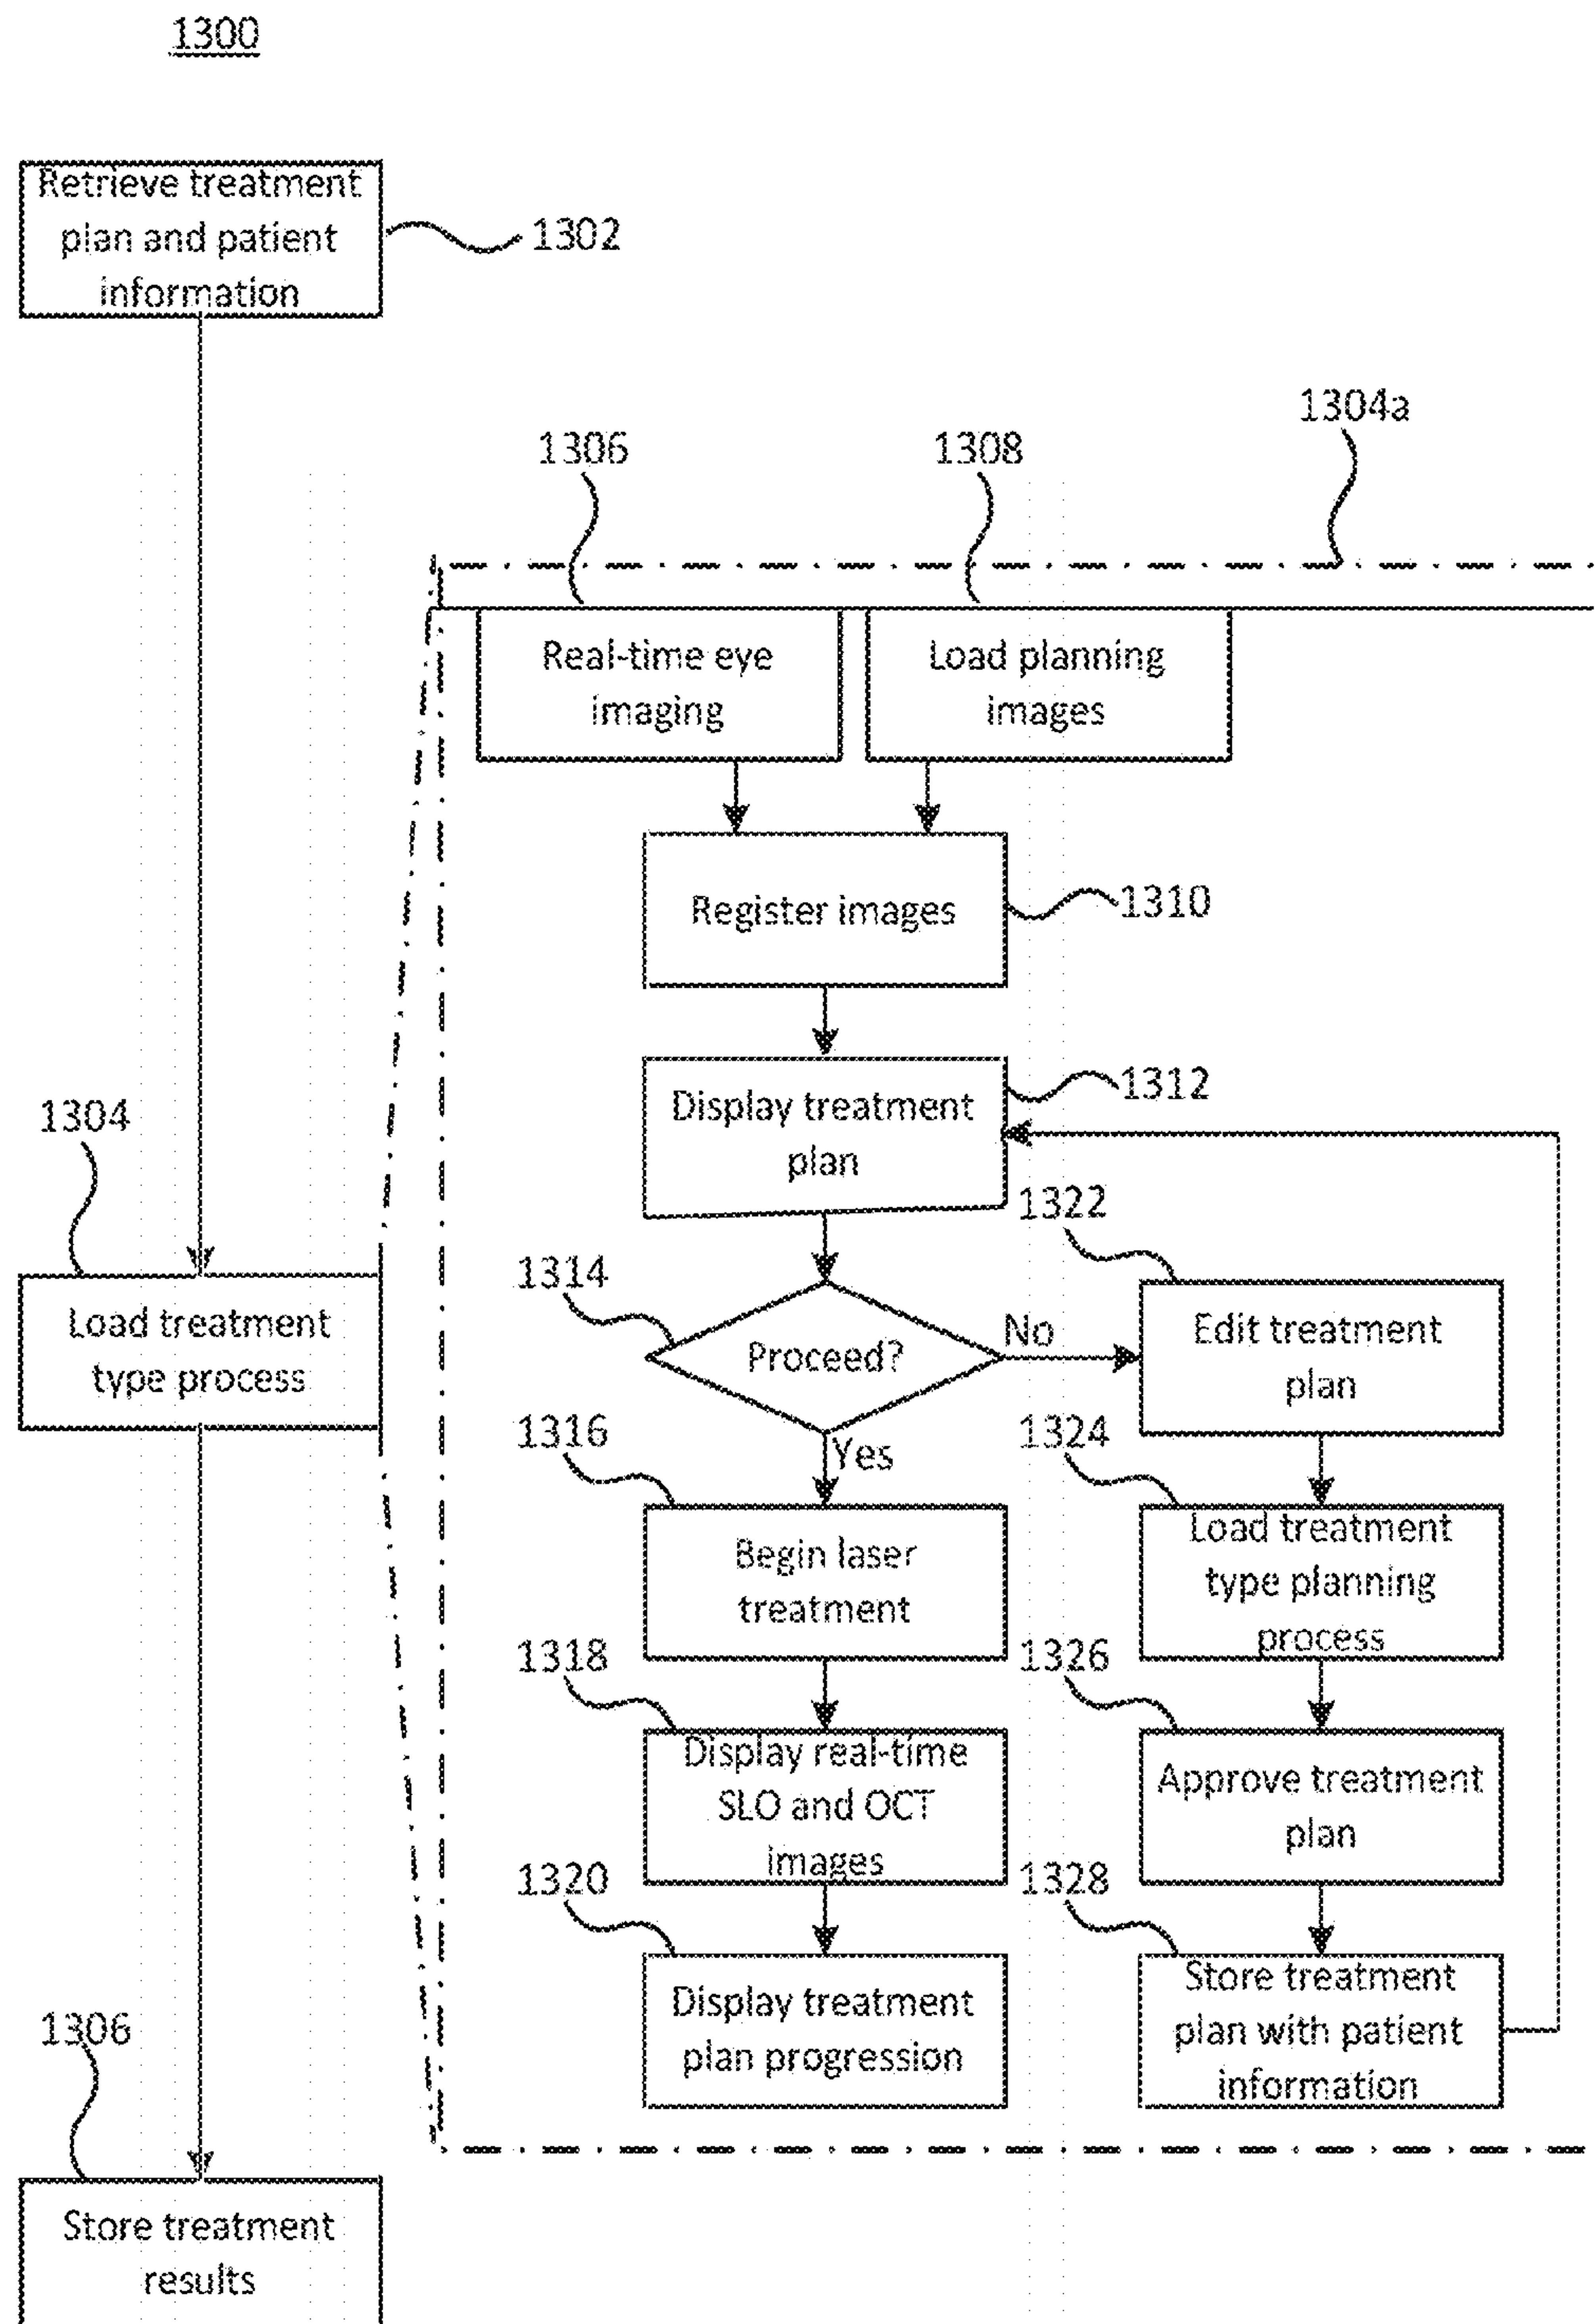 1300
Retrieve treatment
plan and patient
information
1302
1304a
1306
1308
Real-time eye
imaging
Load planning
images
Register images
1310
Display treatment
plan
1312
1304
Load treatment
type process
1314
Proceed?
No
Yes
1322
Edit treatment
plan
1316
Begin laser
treatment
1324
Load treatment
type planning
process
1318
Display real-time
SLO and OCT
images
1326
Approve treatment
plan
1320
Display treatment
plan progression
1328
Store treatment
plan with patient
information
1306
Store treatment
results